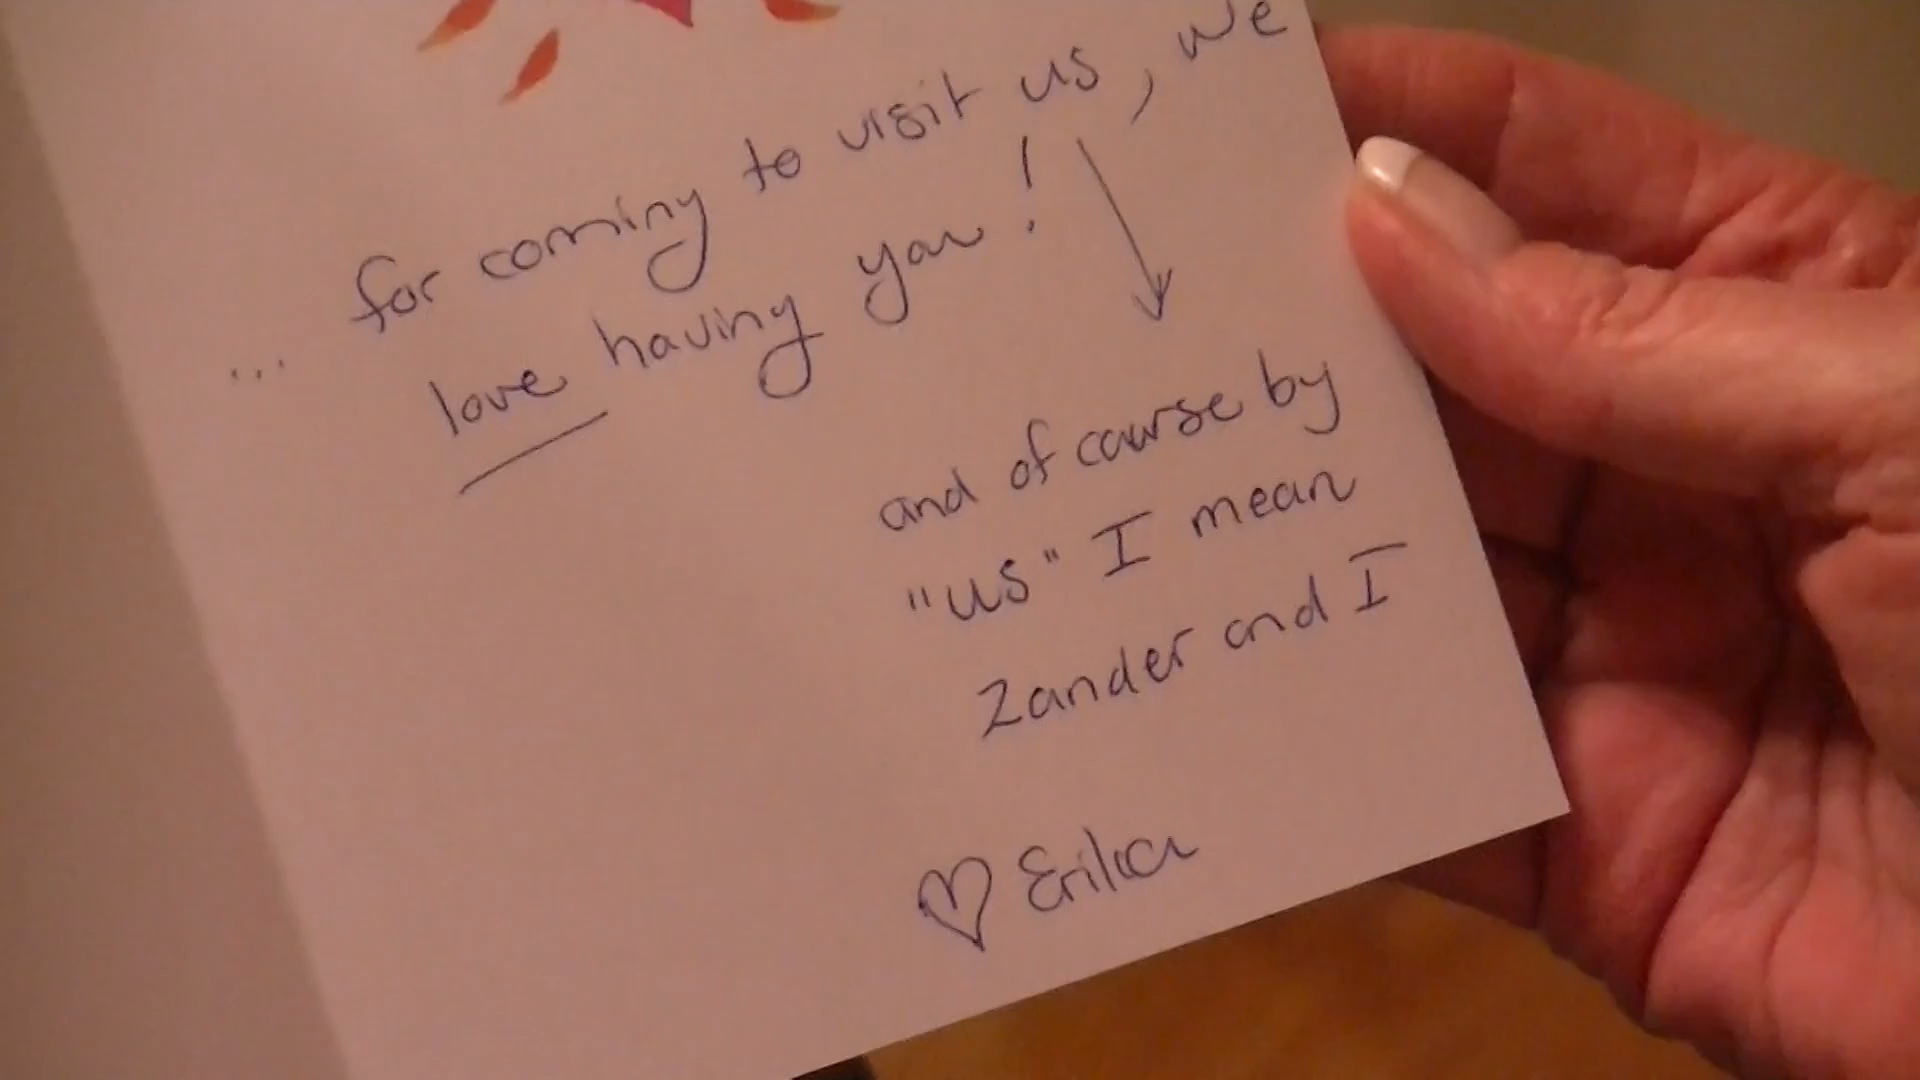 ... for coming to visit us, we
love having you!
and of course by
"us" I mean
Zander and I
♡ Erika